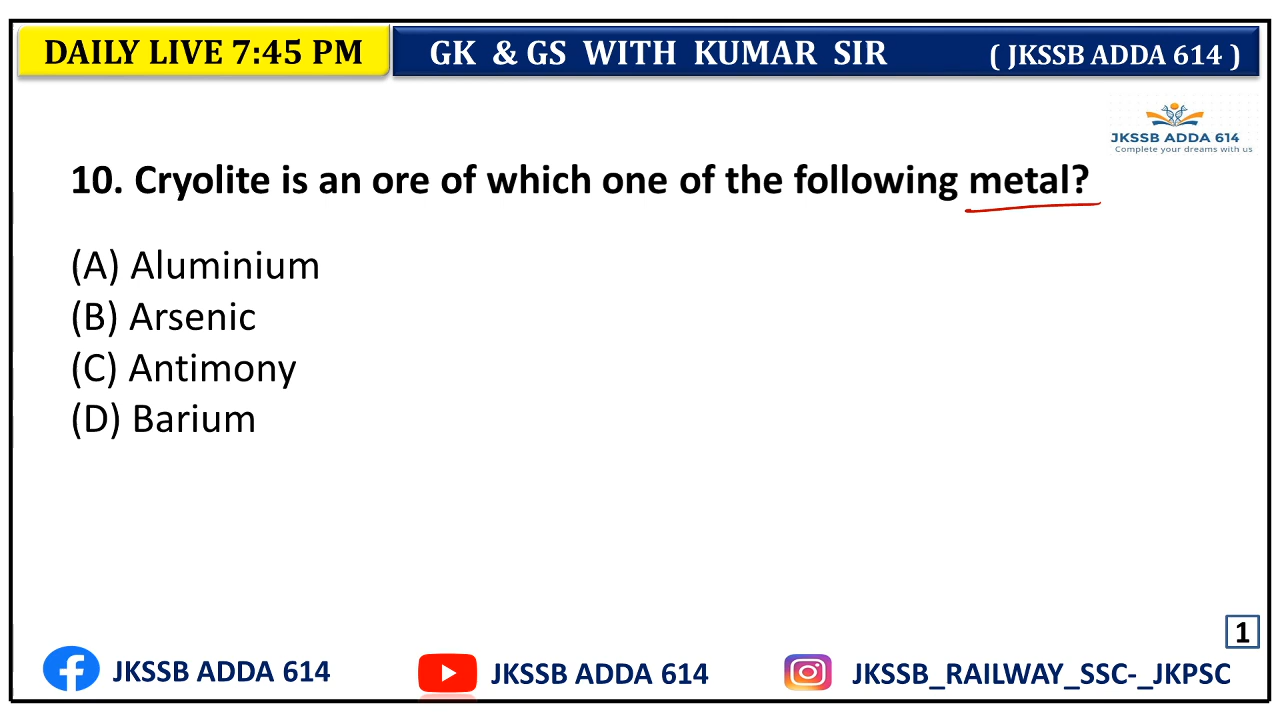 DAILY LIVE 7:45 PM
GK & GS WITH KUMAR SIR ( JKSSB ADDA 614 )
JKSSB ADDA 614
Complete your dreams with us
10. Cryolite is an ore of which one of the following metal?
(A) Aluminium
(B) Arsenic
(C) Antimony
(D) Barium
1
JKSSB ADDA 614
JKSSB ADDA 614
JKSSB_RAILWAY_SSC-_JKPSC